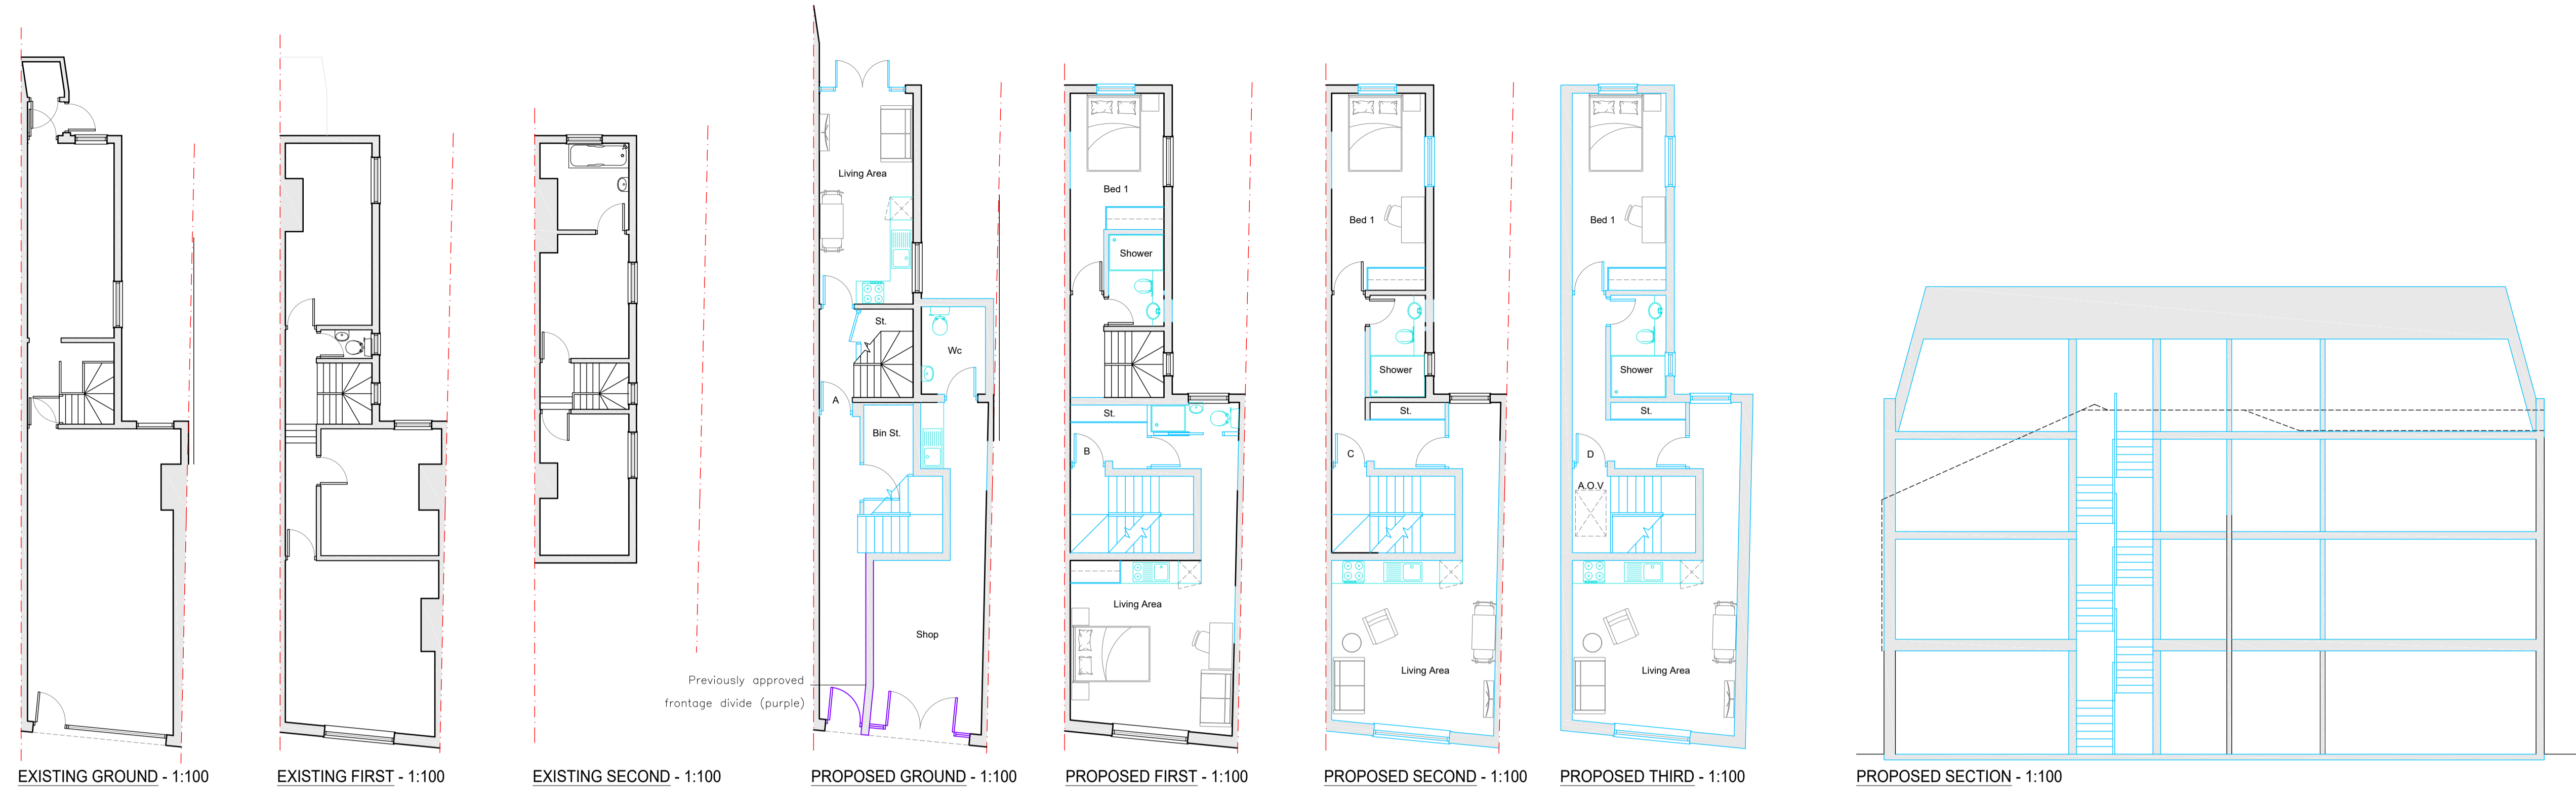 Living Area
St.
Wc
A
Bin St.
Shop
Previously approved
frontage divide (purple)
Bed 1
Shower
St.
B
Living Area
Bed 1
Shower
St.
C
Living Area
Bed 1
Shower
St.
D
A.O.V
Living Area
EXISTING GROUND - 1:100
EXISTING FIRST - 1:100
EXISTING SECOND - 1:100
PROPOSED GROUND - 1:100
PROPOSED FIRST - 1:100
PROPOSED SECOND - 1:100
PROPOSED THIRD - 1:100
PROPOSED SECTION - 1:100